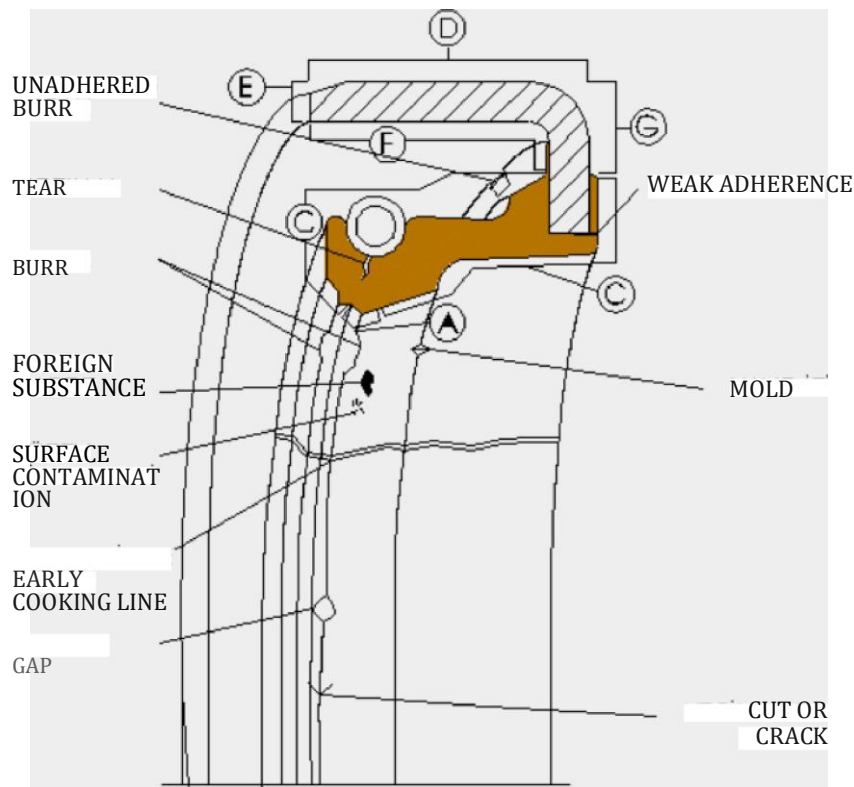 D
E
UNADHERED
BURR
G
F
TEAR
WEAK ADHERENCE
C
BURR
C
A
FOREIGN
SUBSTANCE
MOLD
SURFACE
CONTAMINAT
ION
EARLY
COOKING LINE
GAP
CUT OR
CRACK